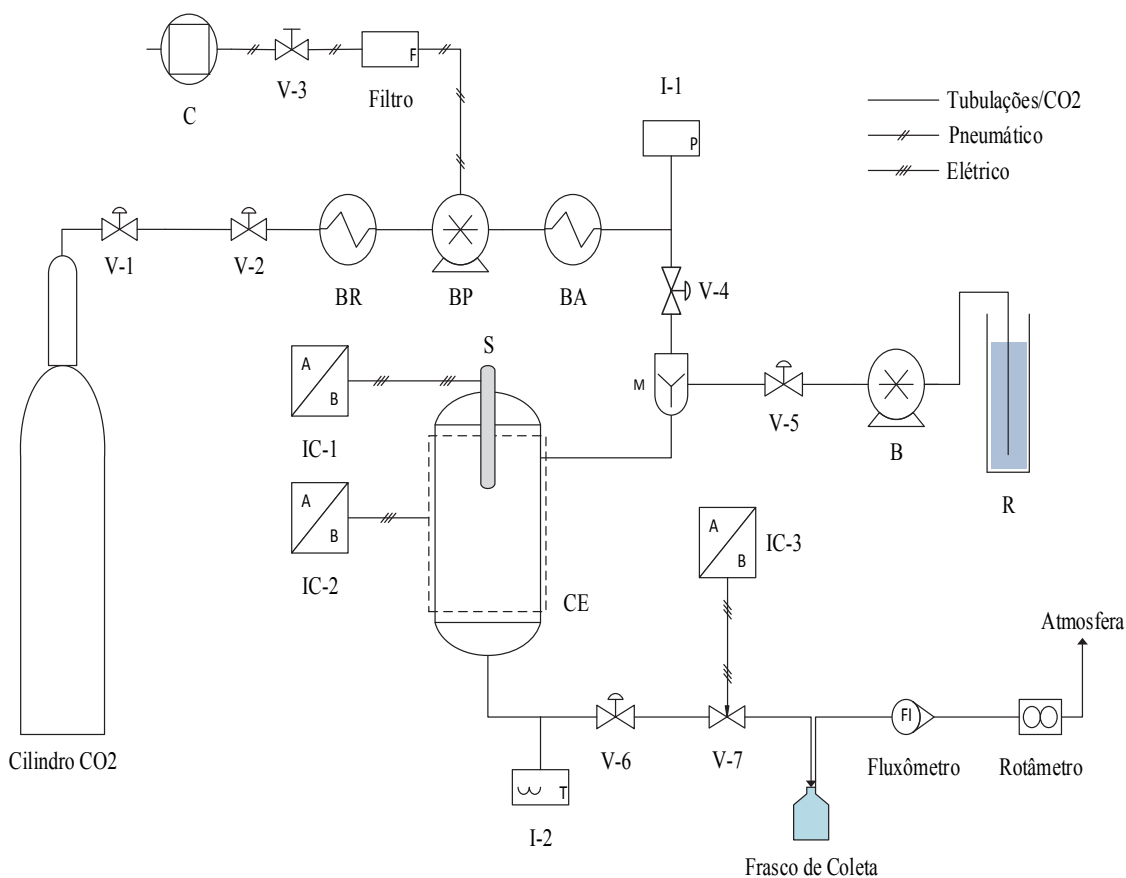 C
V-3
F
Filtro
I-1
P
Tubulações/CO2
Pneumático
Elétrico
V-1
V-2
BR
BP
BA
V-4
S
A
B
IC-1
M
V-5
B
R
A
B
IC-2
A
B
IC-3
CE
Atmosfera
Cilindro CO2
T
I-2
V-6
V-7
FI
Fluxômetro
Rotâmetro
Frasco de Coleta